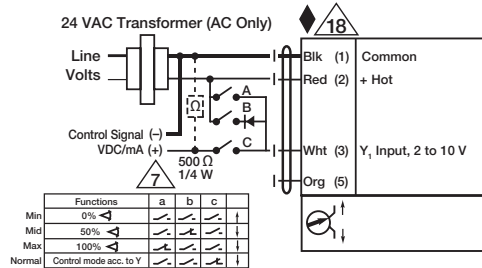 24 VAC Transformer (AC Only)
18
Line
Volts
Blk (1) Common
Red (2) + Hot
A
Ω
B
Control Signal (–)
VDC/mA (+)
C
Wht (3) Y₁ Input, 2 to 10 V
500 Ω
1/4 W
7
Org (5)
Functions a b c
Min 0%
Mid 50%
Max 100%
Normal Control mode acc. to Y